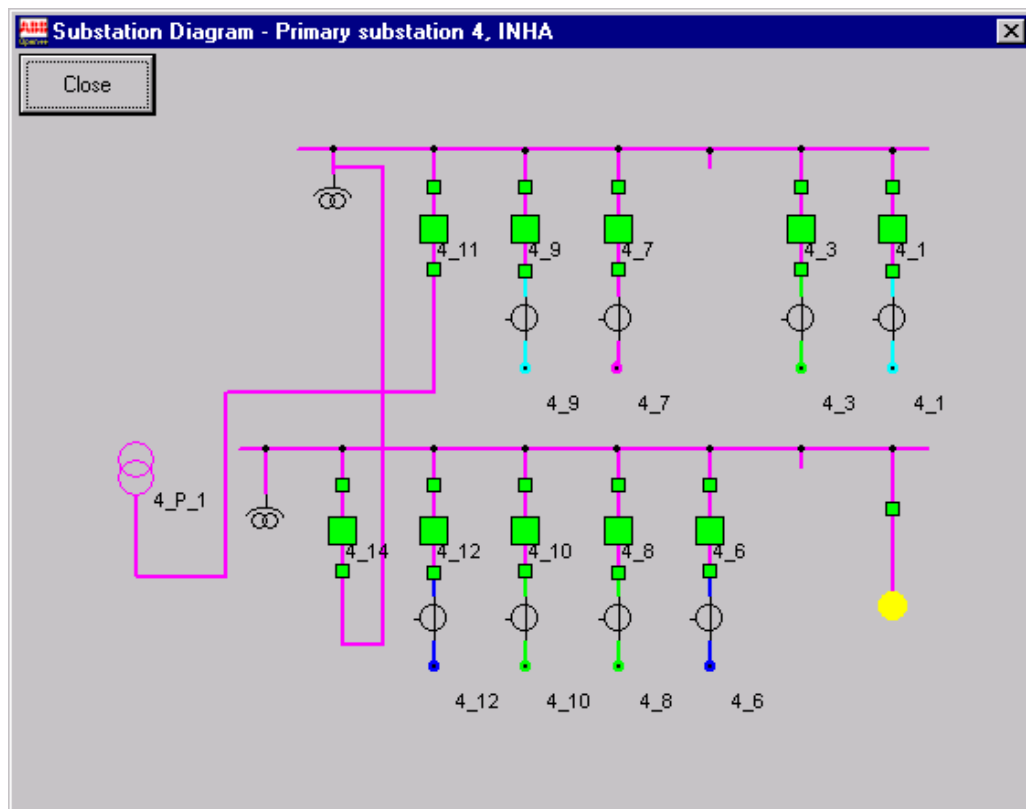 ABB
Substation Diagram - Primary substation 4, INHA
Close
4_11 4_9 4_7 4_3 4_1
4_9 4_7 4_3 4_1
4_P_1
4_14 4_12 4_10 4_8 4_6
4_12 4_10 4_8 4_6